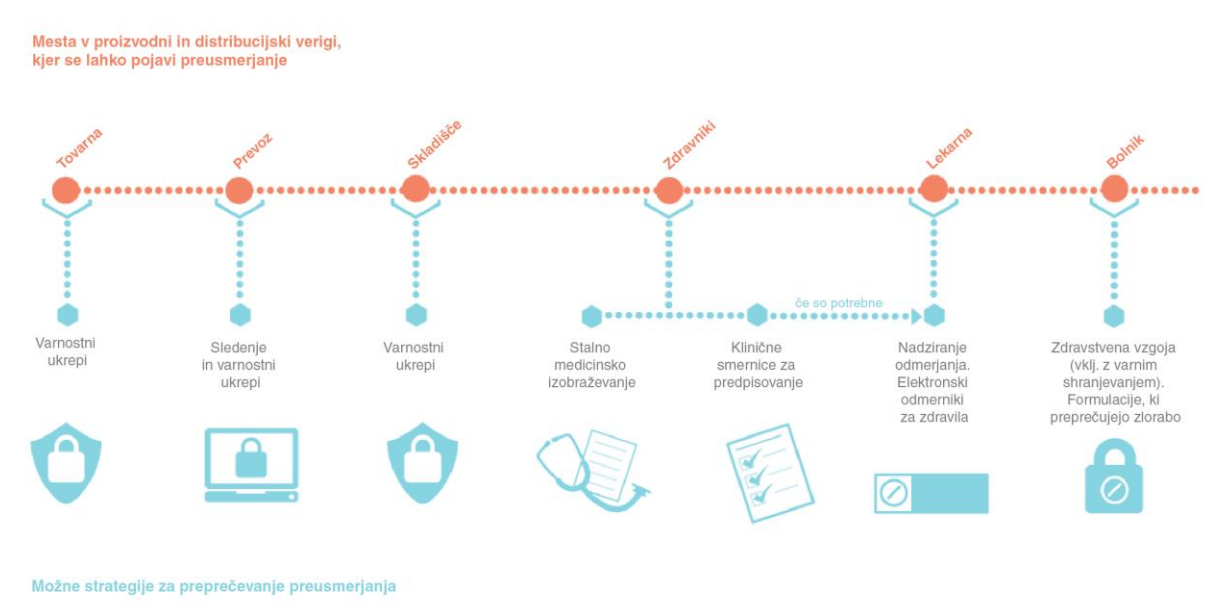 Mesta v proizvodni in distribucijski verigi,
kjer se lahko pojavi preusmerjanje
Tovarna
Prevoz
Skladišče
Zdravniki
Lekarna
Bolnik
če so potrebne
Varnostni
ukrepi
Sledenje
in varnostni
ukrepi
Varnostni
ukrepi
Stalno
medicinsko
izobraževanje
Klinične
smernice za
predpisovanje
Nadziranje
odmerjanja.
Elektronski
odmerniki
za zdravila
Zdravstvena vzgoja
(vklj. z varnim
shranjevanjem).
Formulacije, ki
preprečujejo zlorabo
Možne strategije za preprečevanje preusmerjanja